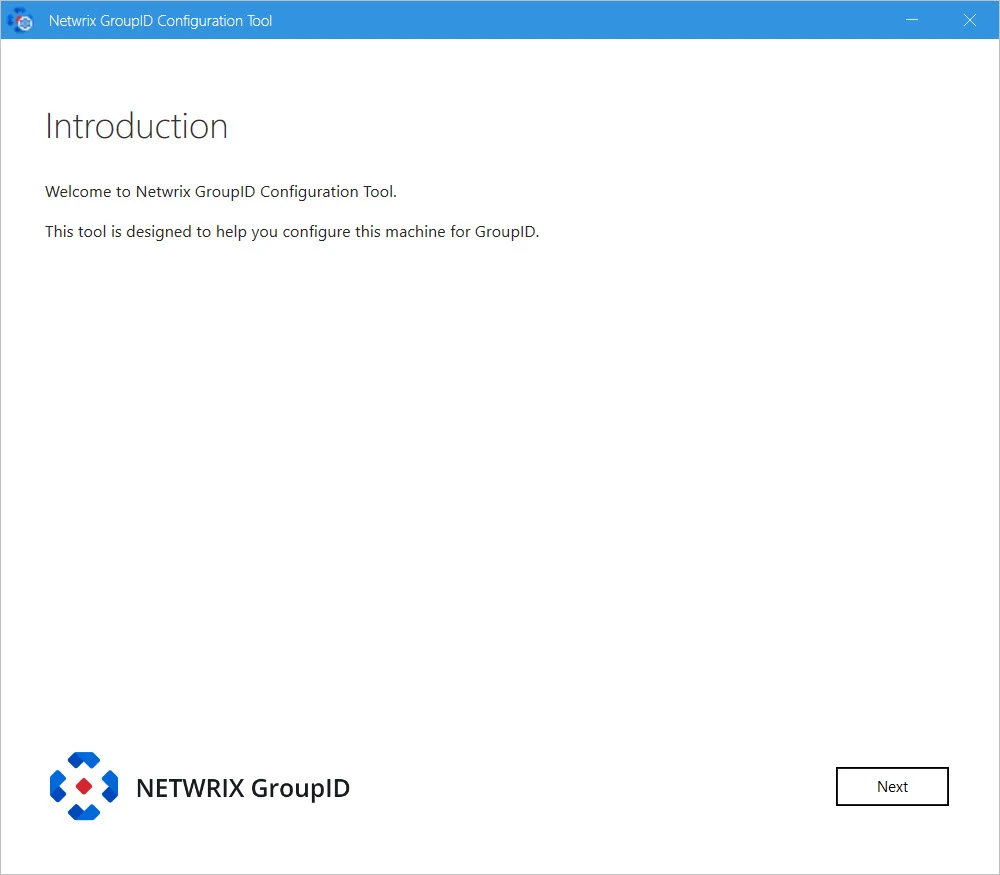 Netwrix GroupID Configuration Tool
Introduction
Welcome to Netwrix GroupID Configuration Tool.
This tool is designed to help you configure this machine for GroupID.
NETWRIX GroupID
Next